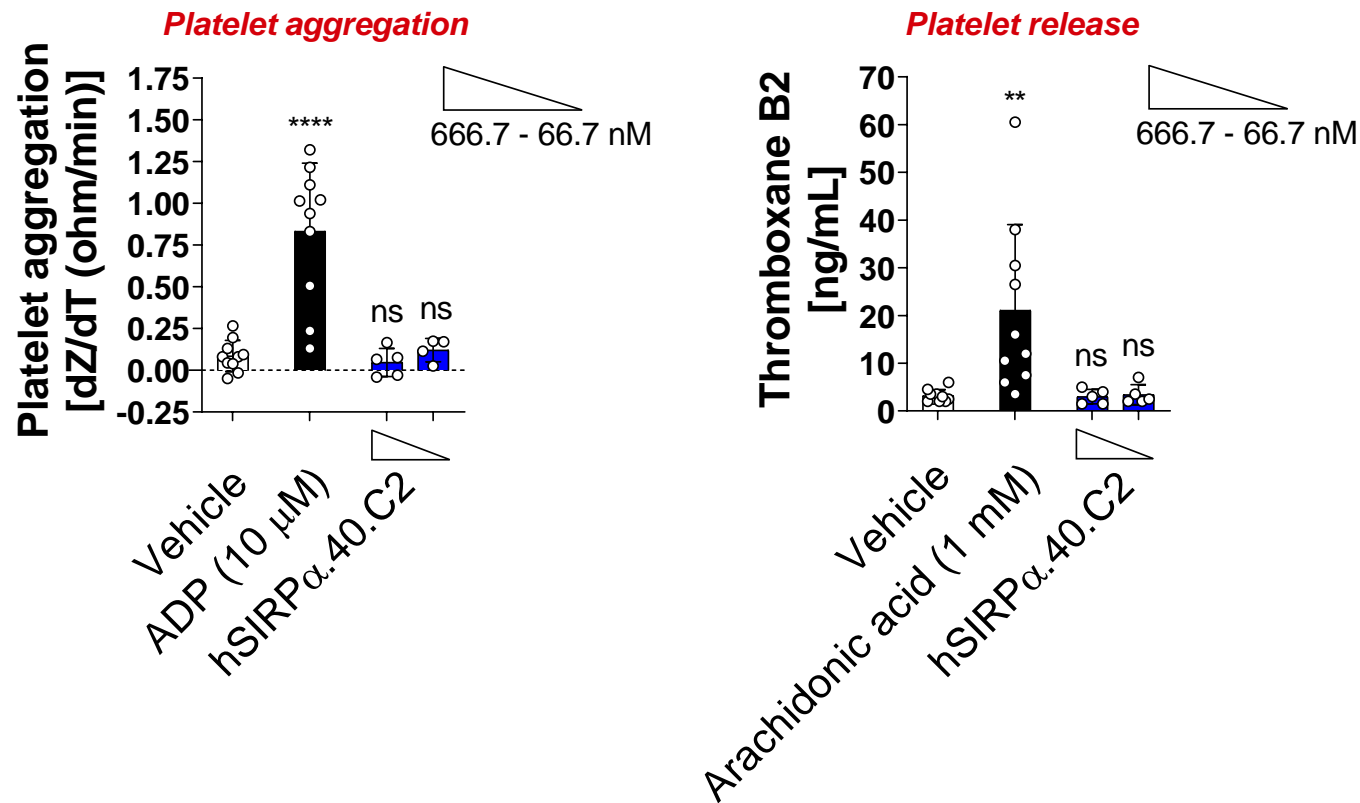 Platelet aggregation
Platelet aggregation
[dZ/dT (ohm/min)]
1.75
1.50
1.25
1.00
0.75
0.50
0.25
0.00
-0.25
****
ns
ns
666.7 - 66.7 nM
Vehicle
ADP (10 μM)
hSIRPα.40.C2
Platelet release
Thromboxane B2
[ng/mL]
70
60
50
40
30
20
10
0
**
ns
ns
666.7 - 66.7 nM
Vehicle
Arachidonic acid (1 mM)
hSIRPα.40.C2